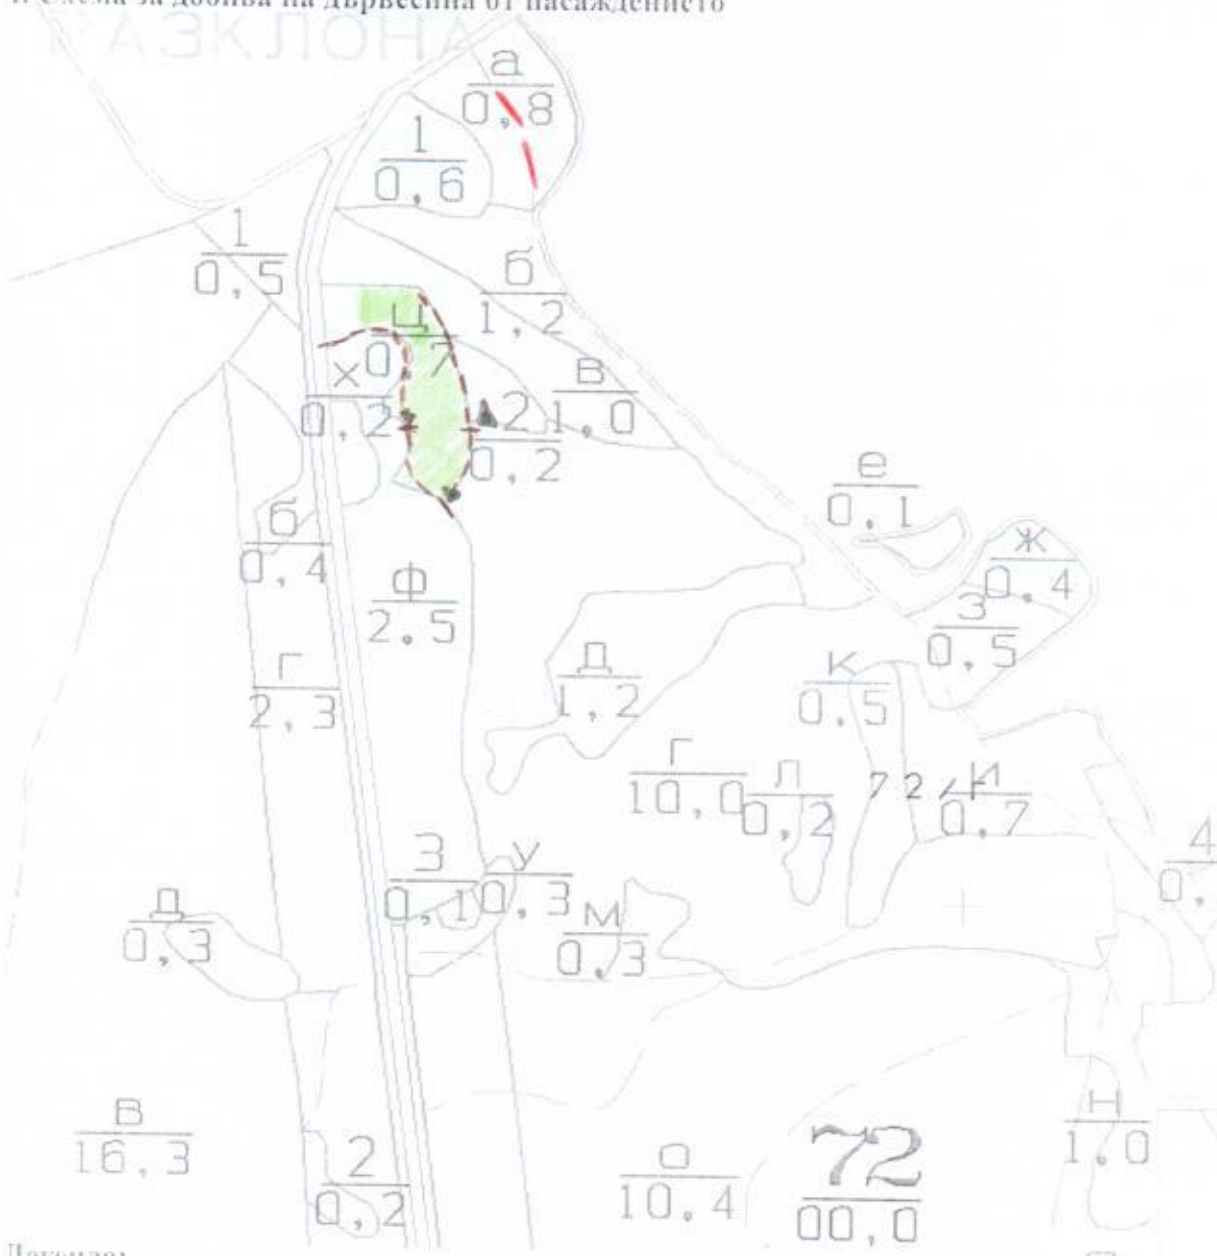 Схема за добива на дървесина от насаждението
а
0,8
1
0,6
1
0,5
б
1,2
ц
0,7
х
0,2
в
1,0
2
0,2
е
0,1
ж
0,4
з
0,5
б
0,4
ф
2.5
г
2,3
д
1,2
к
0,5
г
10,0
л
0,2
72
и
0,7
3
0,1
у
0,3
м
0,3
д
0,3
4
0,
в
16,3
2
0,2
о
10.4
72
00,0
н
1.0
Легенда: